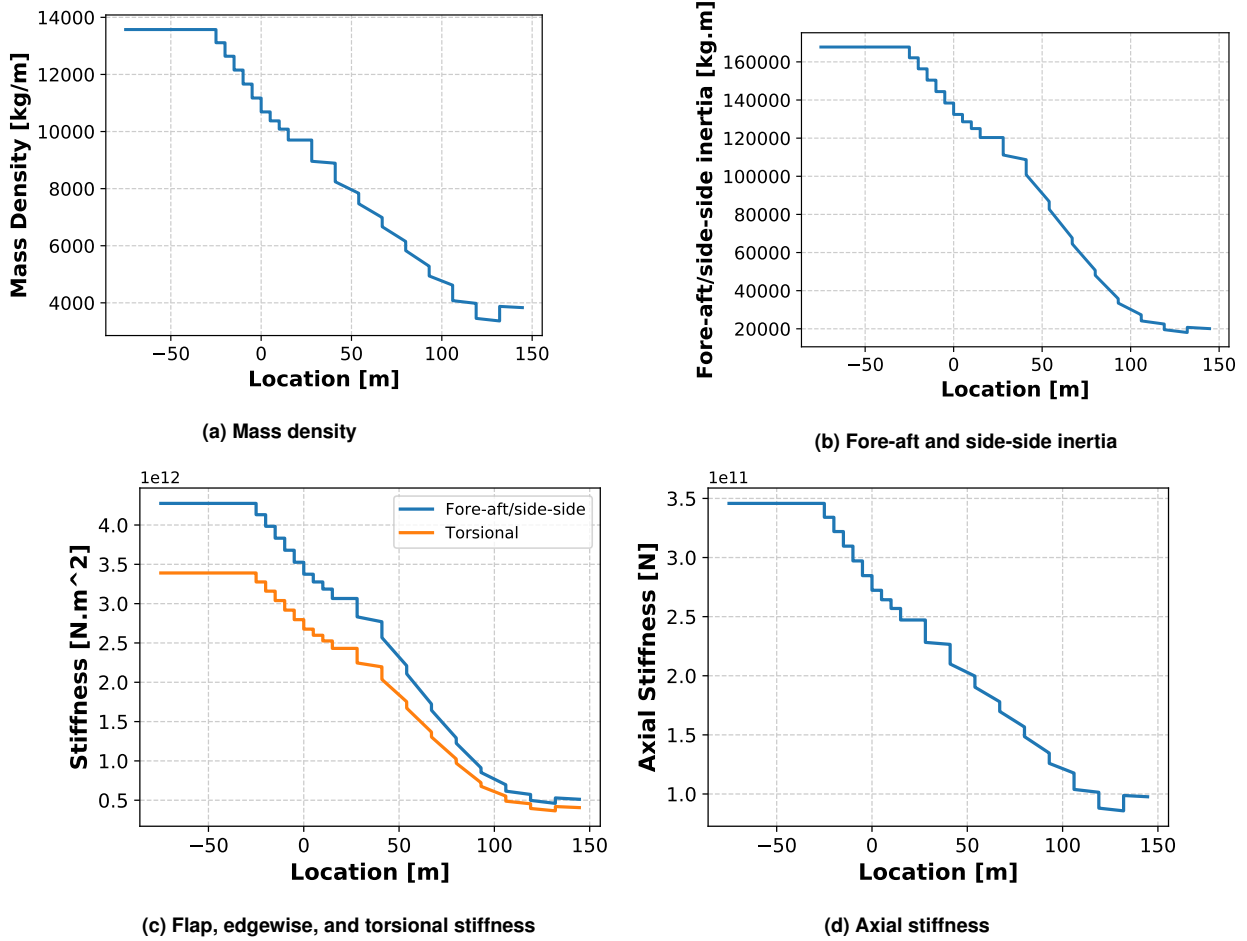 14000
12000
10000
8000
6000
4000
Mass Density [kg/m]
−50 0 50 100 150
Location [m]
(a) Mass density
160000
140000
120000
100000
80000
60000
40000
20000
Fore-aft/side-side inertia [kg.m]
−50 0 50 100 150
Location [m]
(b) Fore-aft and side-side inertia
1e12
4.0
3.5
3.0
2.5
2.0
1.5
1.0
0.5
Stiffness [N.m^2]
Fore-aft/side-side
Torsional
−50 0 50 100 150
Location [m]
(c) Flap, edgewise, and torsional stiffness
1e11
3.5
3.0
2.5
2.0
1.5
1.0
Axial Stiffness [N]
−50 0 50 100 150
Location [m]
(d) Axial stiffness